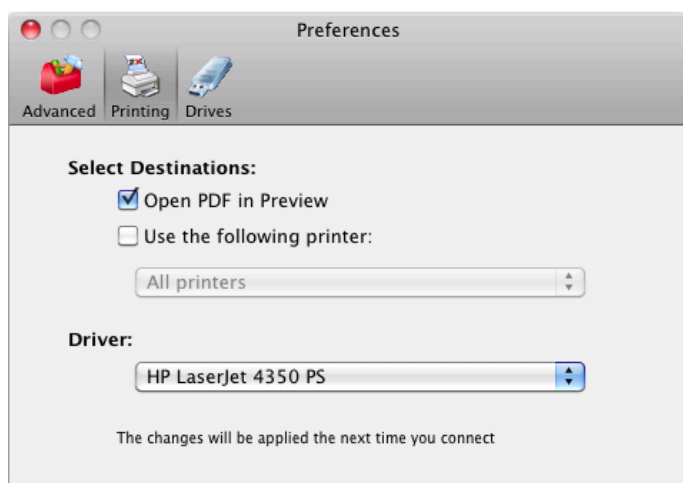 Preferences
Advanced Printing Drives
Select Destinations:
Open PDF in Preview
Use the following printer:
All printers
Driver:
HP LaserJet 4350 PS
The changes will be applied the next time you connect